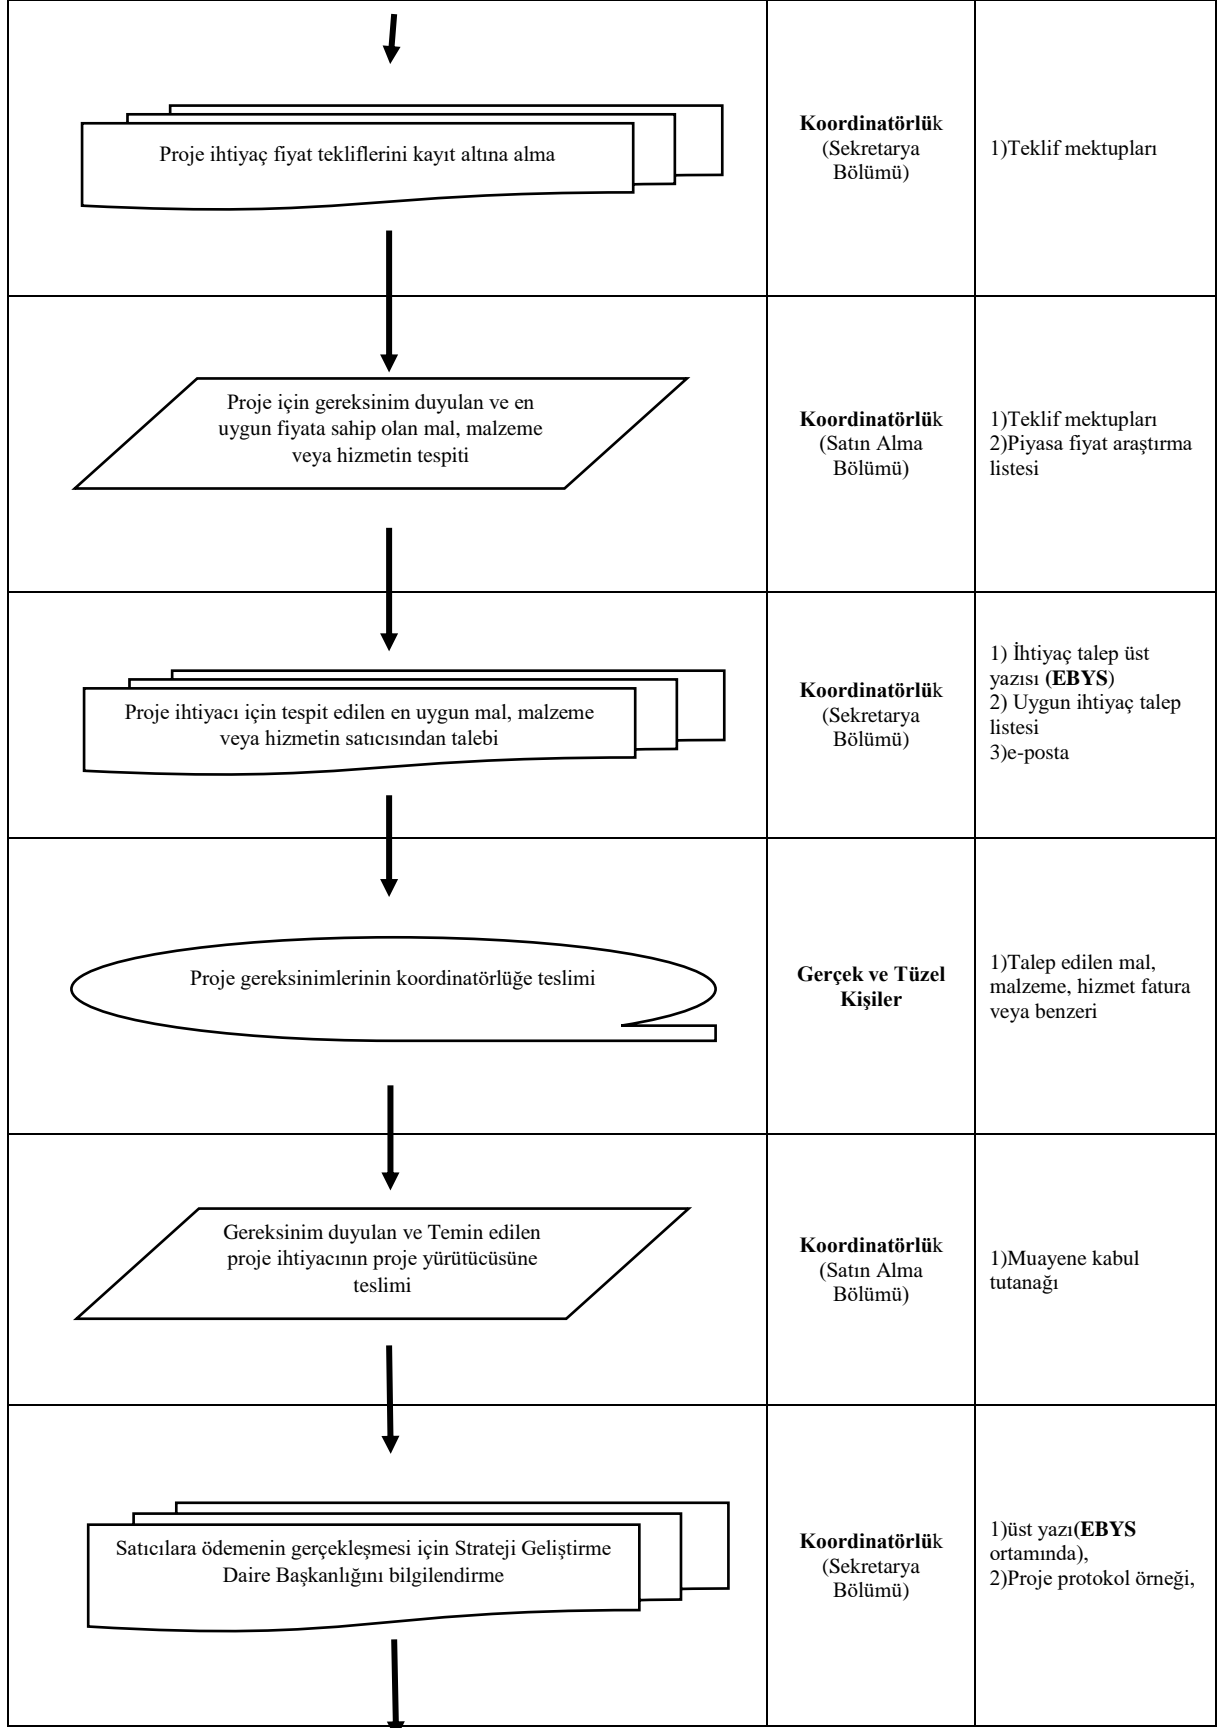 Proje ihtiyaç fiyat tekliflerini kayıt altına alma
Koordinatörlük
(Sekretarya
Bölümü)
1)Teklif mektupları
Proje için gereksinim duyulan ve en
uygun fiyata sahip olan mal, malzeme
veya hizmetin tespiti
Koordinatörlük
(Satın Alma
Bölümü)
1)Teklif mektupları
2)Piyasa fiyat araştırma
listesi
Proje ihtiyacı için tespit edilen en uygun mal, malzeme
veya hizmetin satıcısından talebi
Koordinatörlük
(Sekretarya
Bölümü)
1) İhtiyaç talep üst
yazısı (EBYS)
2) Uygun ihtiyaç talep
listesi
3)e-posta
Proje gereksinimlerinin koordinatörlüğe teslimi
Gerçek ve Tüzel
Kişiler
1)Talep edilen mal,
malzeme, hizmet fatura
veya benzeri
Gereksinim duyulan ve Temin edilen
proje ihtiyacının proje yürütücüsüne
teslimi
Koordinatörlük
(Satın Alma
Bölümü)
1)Muayene kabul
tutanağı
Satıcılara ödemenin gerçekleşmesi için Strateji Geliştirme
Daire Başkanlığını bilgilendirme
Koordinatörlük
(Sekretarya
Bölümü)
1)üst yazı(EBYS
ortamında),
2)Proje protokol örneği,